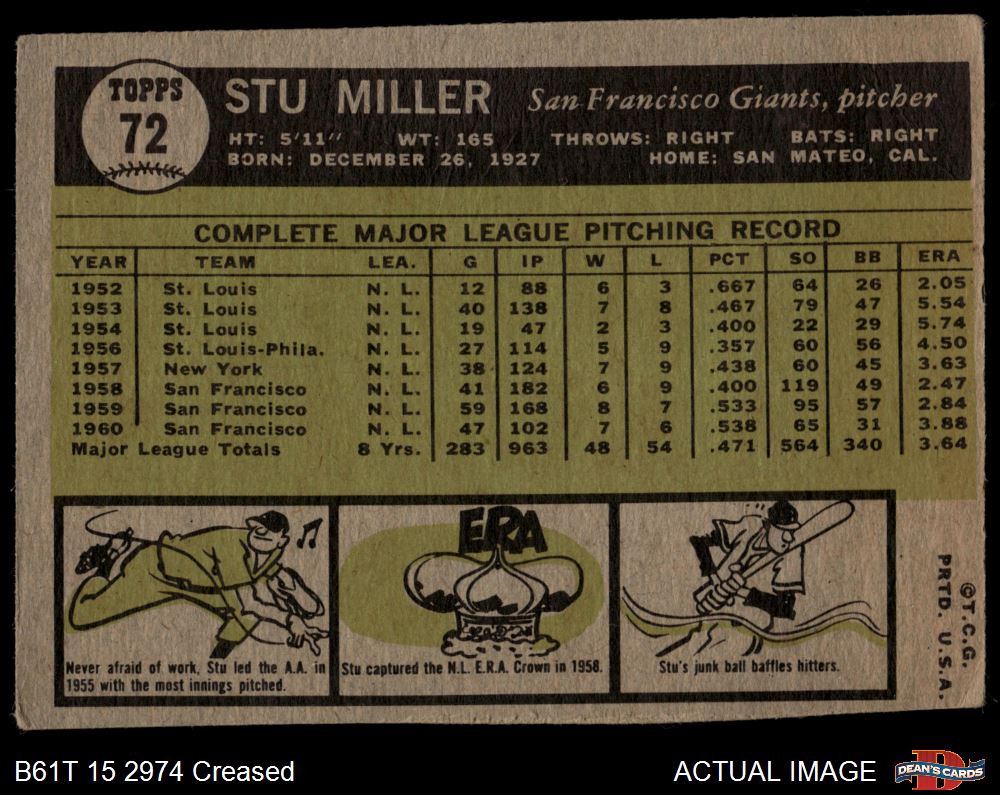 TOPPS
72
STU MILLER San Francisco Giants, pitcher
HT: 5'11" WT: 165 THROWS: RIGHT BATS: RIGHT
BORN: DECEMBER 26, 1927 HOME: SAN MATEO, CAL.
COMPLETE MAJOR LEAGUE PITCHING RECORD
YEAR TEAM LEA. G IP W L PCT SO BB ERA
1952 St. Louis N. L. 12 88 6 3 .667 64 26 2.05
1953 St. Louis N. L. 40 138 7 8 .467 79 47 5.54
1954 St. Louis N. L. 19 47 2 3 .400 22 29 5.74
1956 St. Louis-Phila. N. L. 27 114 5 9 .357 60 56 4.50
1957 New York N. L. 38 124 7 9 .438 60 45 3.63
1958 San Francisco N. L. 41 182 6 9 .400 119 49 2.47
1959 San Francisco N. L. 59 168 8 7 .533 95 57 2.84
1960 San Francisco N. L. 47 102 7 6 .538 65 31 3.88
Major League Totals 8 Yrs. 283 963 48 54 .471 564 340 3.64
ERA
Never afraid of work, Stu led the A.A. in
1955 with the most innings pitched.
Stu captured the N.L. E.R.A. Crown in 1958.
Stu's junk ball baffles hitters.
©T.C.G.
PRTD. U.S.A.
B61T 15 2974 Creased
ACTUAL IMAGE
DEAN'S CARDS